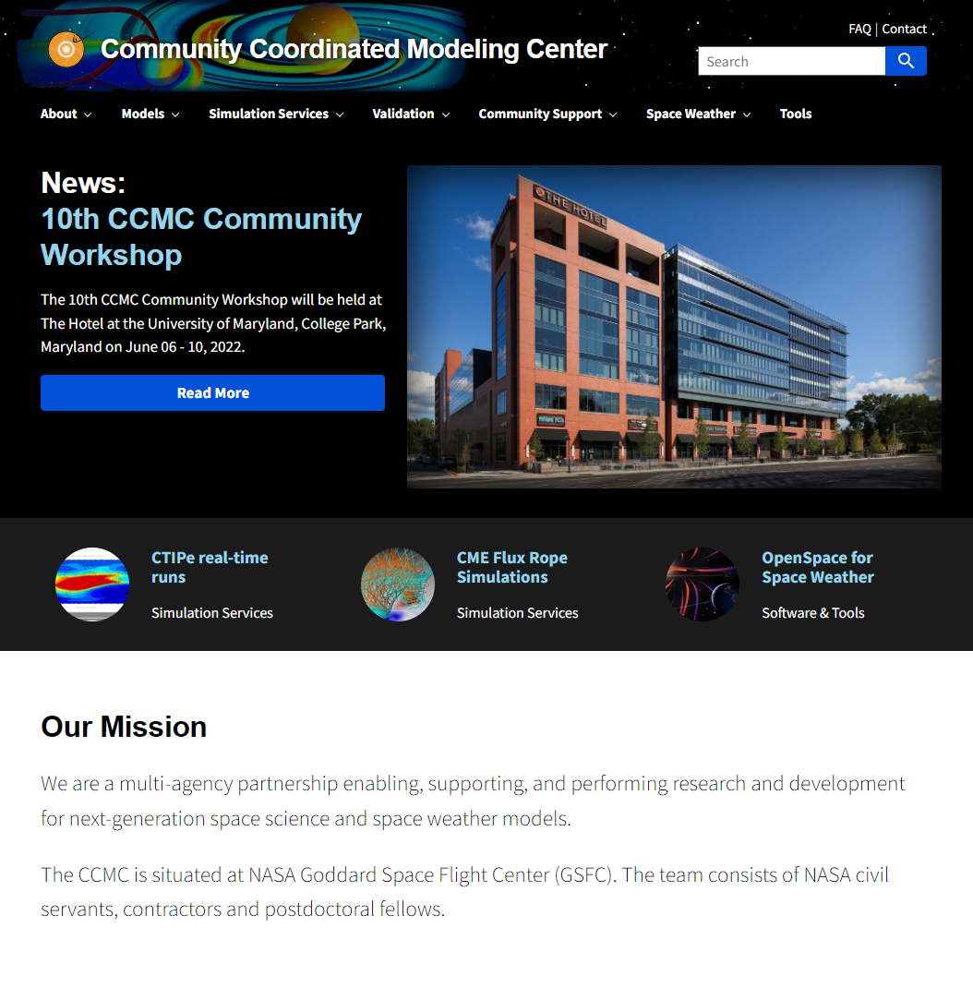 Community Coordinated Modeling Center
FAQ | Contact
Search
About Models Simulation Services Validation Community Support Space Weather Tools
News:
10th CCMC Community
Workshop
The 10th CCMC Community Workshop will be held at
The Hotel at the University of Maryland, College Park,
Maryland on June 06 - 10, 2022.
Read More
THE HOTEL
CTIPe real-time
runs
Simulation Services
CME Flux Rope
Simulations
Simulation Services
OpenSpace for
Space Weather
Software & Tools
Our Mission
We are a multi-agency partnership enabling, supporting, and performing research and development
for next-generation space science and space weather models.
The CCMC is situated at NASA Goddard Space Flight Center (GSFC). The team consists of NASA civil
servants, contractors and postdoctoral fellows.